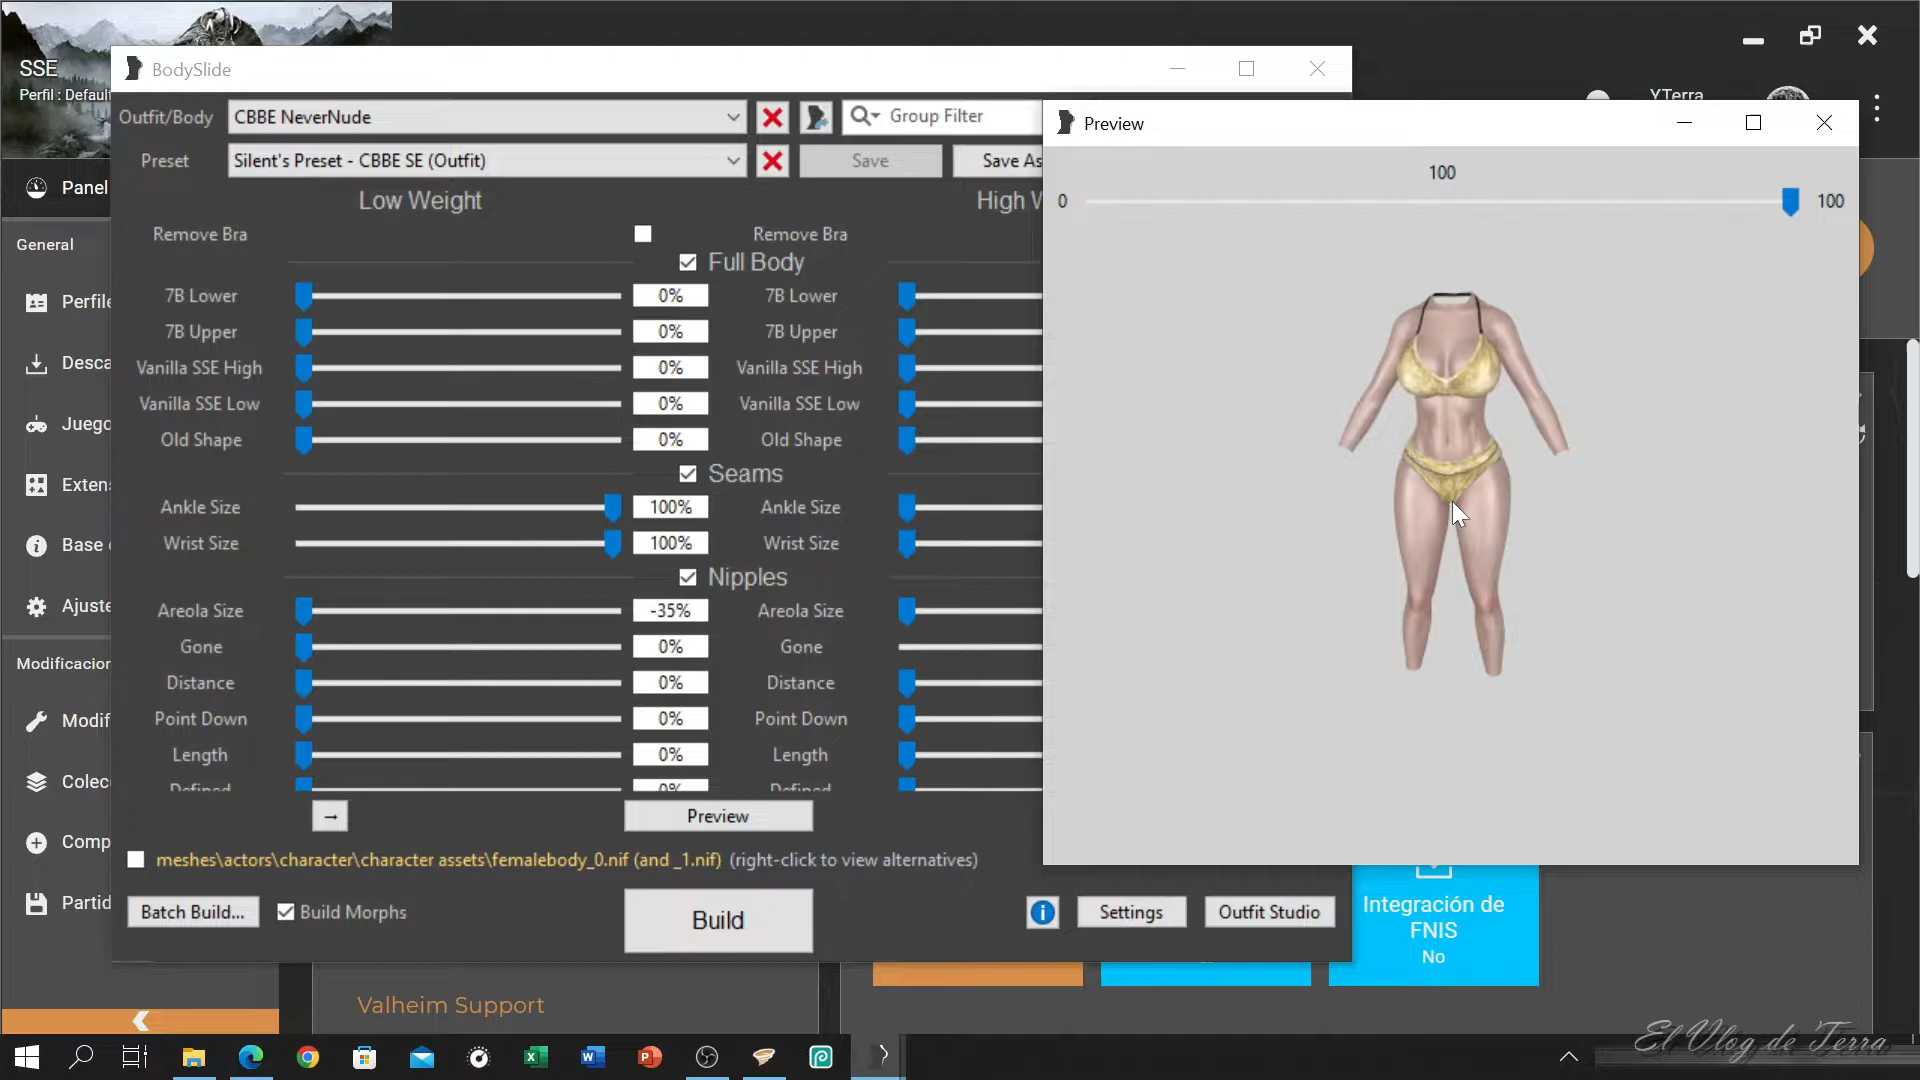 SSE
Perfil : Defaul
BodySlide
YTerra
Outfit/Body
CBBE NeverNude
Group Filter
Preview
Preset
Silent's Preset - CBBE SE (Outfit)
Save
Save As
100
0
100
Low Weight
High W
Panel
General
Perfile
Desca
Juego
Extens
Base
Ajuste
Modificacion
Modif
Colec
Comp
Partid
Remove Bra
Remove Bra
Full Body
7B Lower
0%
7B Lower
7B Upper
0%
7B Upper
Vanilla SSE High
0%
Vanilla SSE High
Vanilla SSE Low
0%
Vanilla SSE Low
Old Shape
0%
Old Shape
Seams
Ankle Size
100%
Ankle Size
Wrist Size
100%
Wrist Size
Nipples
Areola Size
-35%
Areola Size
Gone
0%
Gone
Distance
0%
Distance
Point Down
0%
Point Down
Length
0%
Length
Defined
0%
Defined
→
Preview
meshes\actors\character\character assets\femalebody_0.nif (and _1.nif) (right-click to view alternatives)
Batch Build...
Build Morphs
Build
Settings
Outfit Studio
Integración de
FNIS
No
Valheim Support
El Vlog de Terra